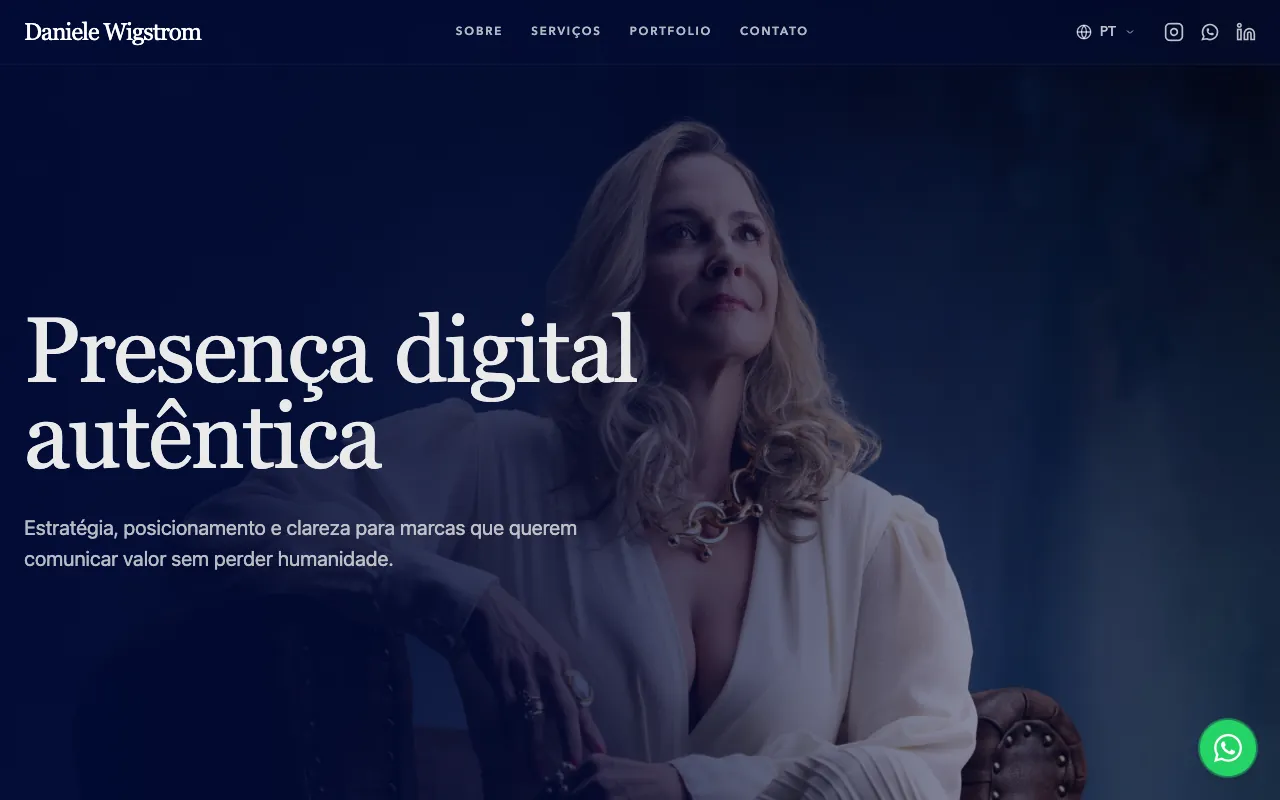 Daniele Wigstrom
SOBRE
SERVIÇOS
PORTFOLIO
CONTATO
PT
Presença digital
autêntica
Estratégia, posicionamento e clareza para marcas que querem
comunicar valor sem perder humanidade.